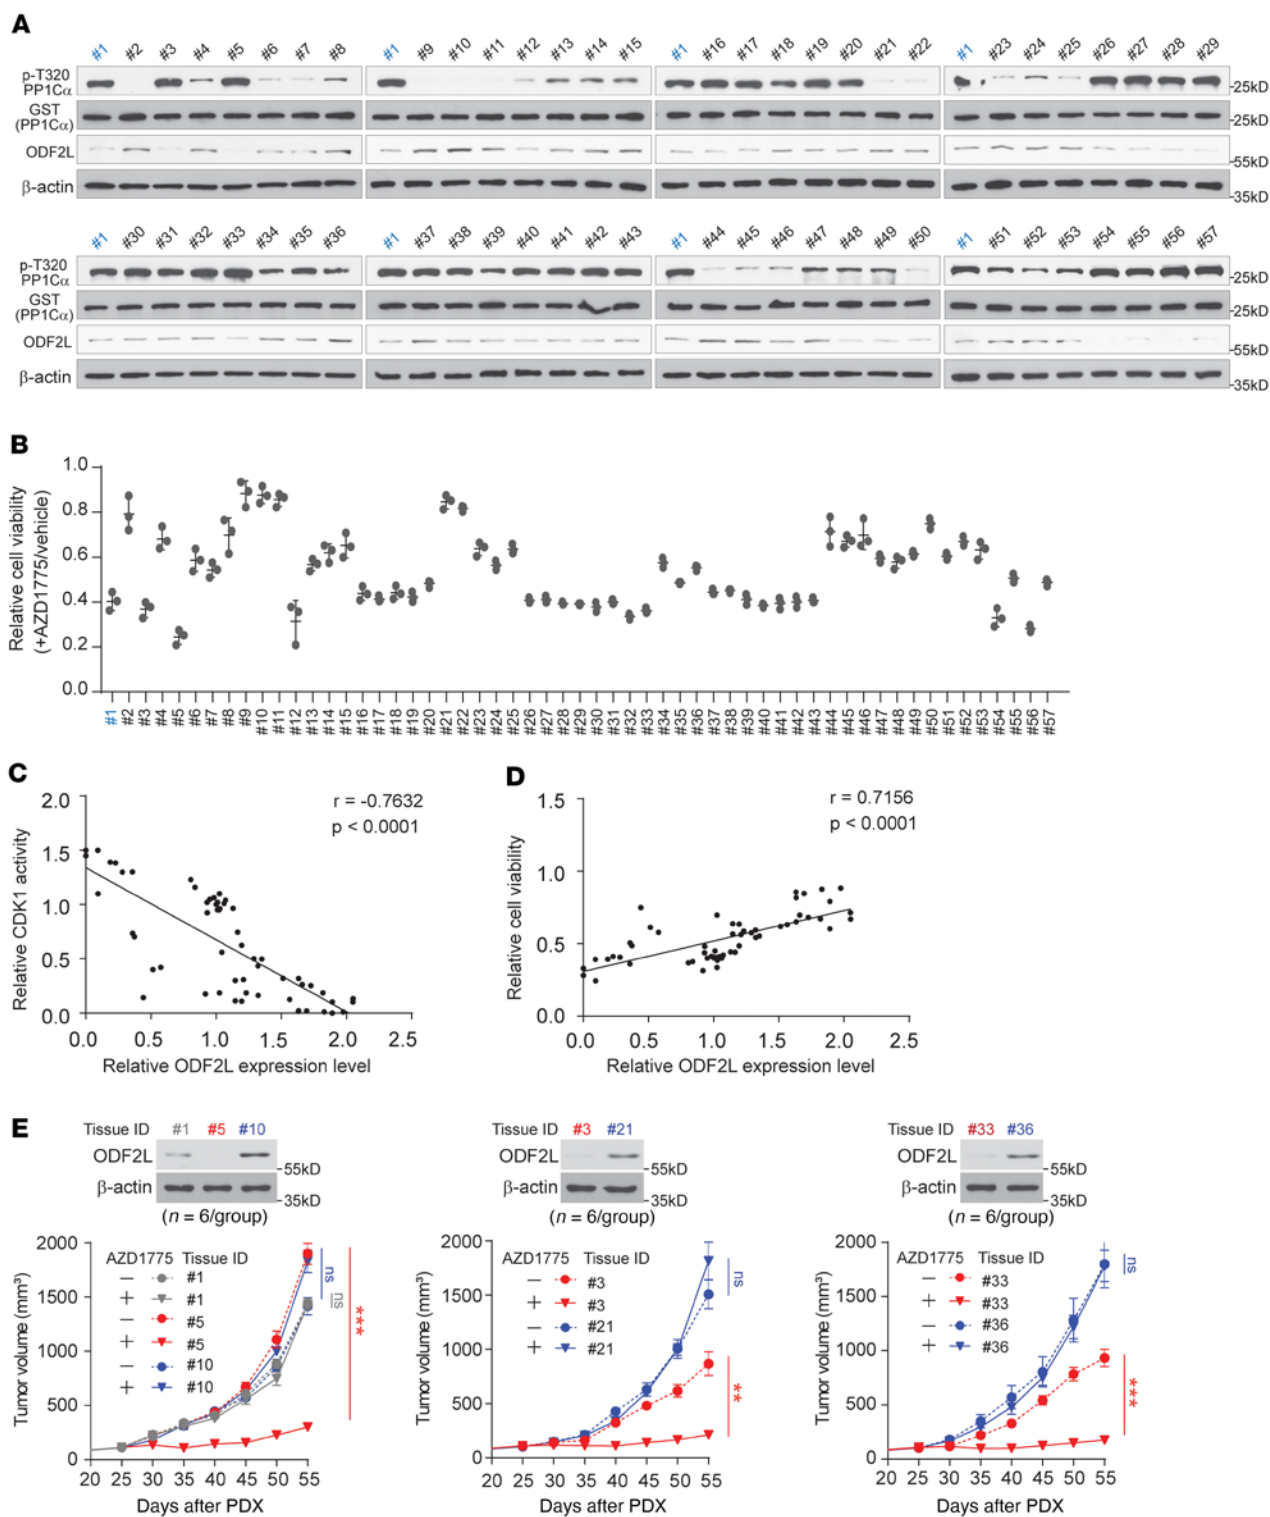 A
#1 #2 #3 #4 #5 #6 #7 #8 #1 #9 #10 #11 #12 #13 #14 #15 #1 #16 #17 #18 #19 #20 #21 #22 #1 #23 #24 #25 #26 #27 #28 #29
p-T320
PP1Cα
-25kD
GST
(PP1Cα)
-25kD
ODF2L
-55kD
β-actin
-35kD
#1 #30 #31 #32 #33 #34 #35 #36 #1 #37 #38 #39 #40 #41 #42 #43 #1 #44 #45 #46 #47 #48 #49 #50 #1 #51 #52 #53 #54 #55 #56 #57
p-T320
PP1Cα
-25kD
GST
(PP1Cα)
-25kD
ODF2L
-55kD
β-actin
-35kD
B
Relative cell viability
(+AZD1775/vehicle)
1.0
0.8
0.6
0.4
0.2
0.0
#1 #2 #3 #4 #5 #6 #7 #8 #9 #10 #11 #12 #13 #14 #15 #16 #17 #18 #19 #20 #21 #22 #23 #24 #25 #26 #27 #28 #29 #30 #31 #32 #33 #34 #35 #36 #37 #38 #39 #40 #41 #42 #43 #44 #45 #46 #47 #48 #49 #50 #51 #52 #53 #54 #55 #56 #57
C
Relative CDK1 activity
2.0
1.5
1.0
0.5
0.0
r = -0.7632
p < 0.0001
0.0 0.5 1.0 1.5 2.0 2.5
Relative ODF2L expression level
D
Relative cell viability
1.5
1.0
0.5
0.0
r = 0.7156
p < 0.0001
0.0 0.5 1.0 1.5 2.0 2.5
Relative ODF2L expression level
E
Tissue ID #1 #5 #10
ODF2L
-55kD
β-actin
-35kD
(n = 6/group)
Tumor volume (mm³)
2000
1500
1000
500
0
AZD1775 Tissue ID
− #1
+ #1
− #5
+ #5
− #10
+ #10
ns
ns
***
20 25 30 35 40 45 50 55
Days after PDX
Tissue ID #3 #21
ODF2L
-55kD
β-actin
-35kD
(n = 6/group)
Tumor volume (mm³)
2000
1500
1000
500
0
AZD1775 Tissue ID
− #3
+ #3
− #21
+ #21
ns
**
20 25 30 35 40 45 50 55
Days after PDX
Tissue ID #33 #36
ODF2L
-55kD
β-actin
-35kD
(n = 6/group)
Tumor volume (mm³)
2000
1500
1000
500
0
AZD1775 Tissue ID
− #33
+ #33
− #36
+ #36
ns
***
20 25 30 35 40 45 50 55
Days after PDX